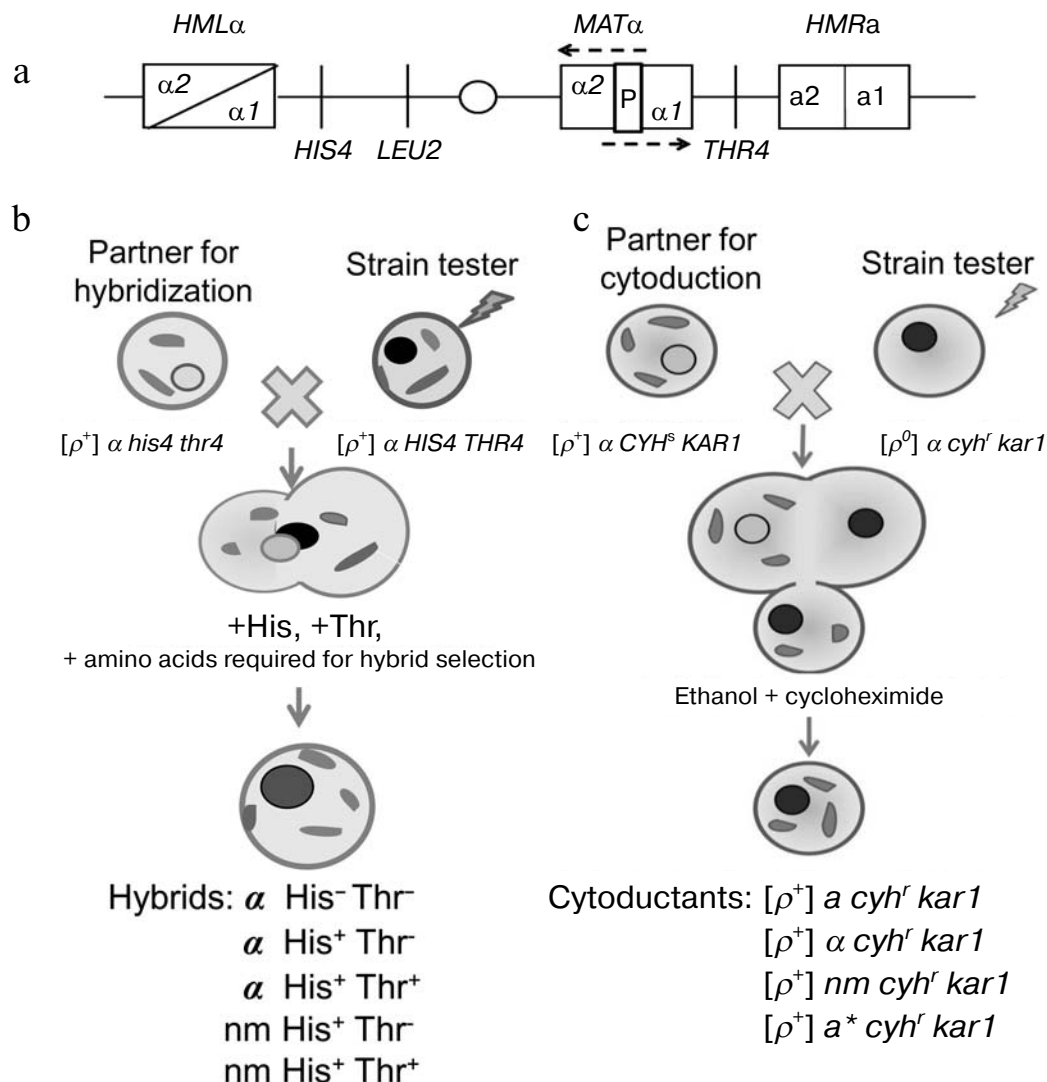 a
HMLα MATα HMRa
α2 α1 α2 P α1 a2 a1
HIS4 LEU2 THR4
b
Partner for
hybridization
Strain tester
[ρ⁺] α his4 thr4
[ρ⁺] α HIS4 THR4
+His, +Thr,
+ amino acids required for hybrid selection
Hybrids: α His⁻ Thr⁻
α His⁺ Thr⁻
α His⁺ Thr⁺
nm His⁺ Thr⁻
nm His⁺ Thr⁺
c
Partner for
cytoduction
Strain tester
[ρ⁺] α CYHˢ KAR1
[ρ⁰] α cyhʳ kar1
Ethanol + cycloheximide
Cytoductants: [ρ⁺] a cyhʳ kar1
[ρ⁺] α cyhʳ kar1
[ρ⁺] nm cyhʳ kar1
[ρ⁺] a* cyhʳ kar1